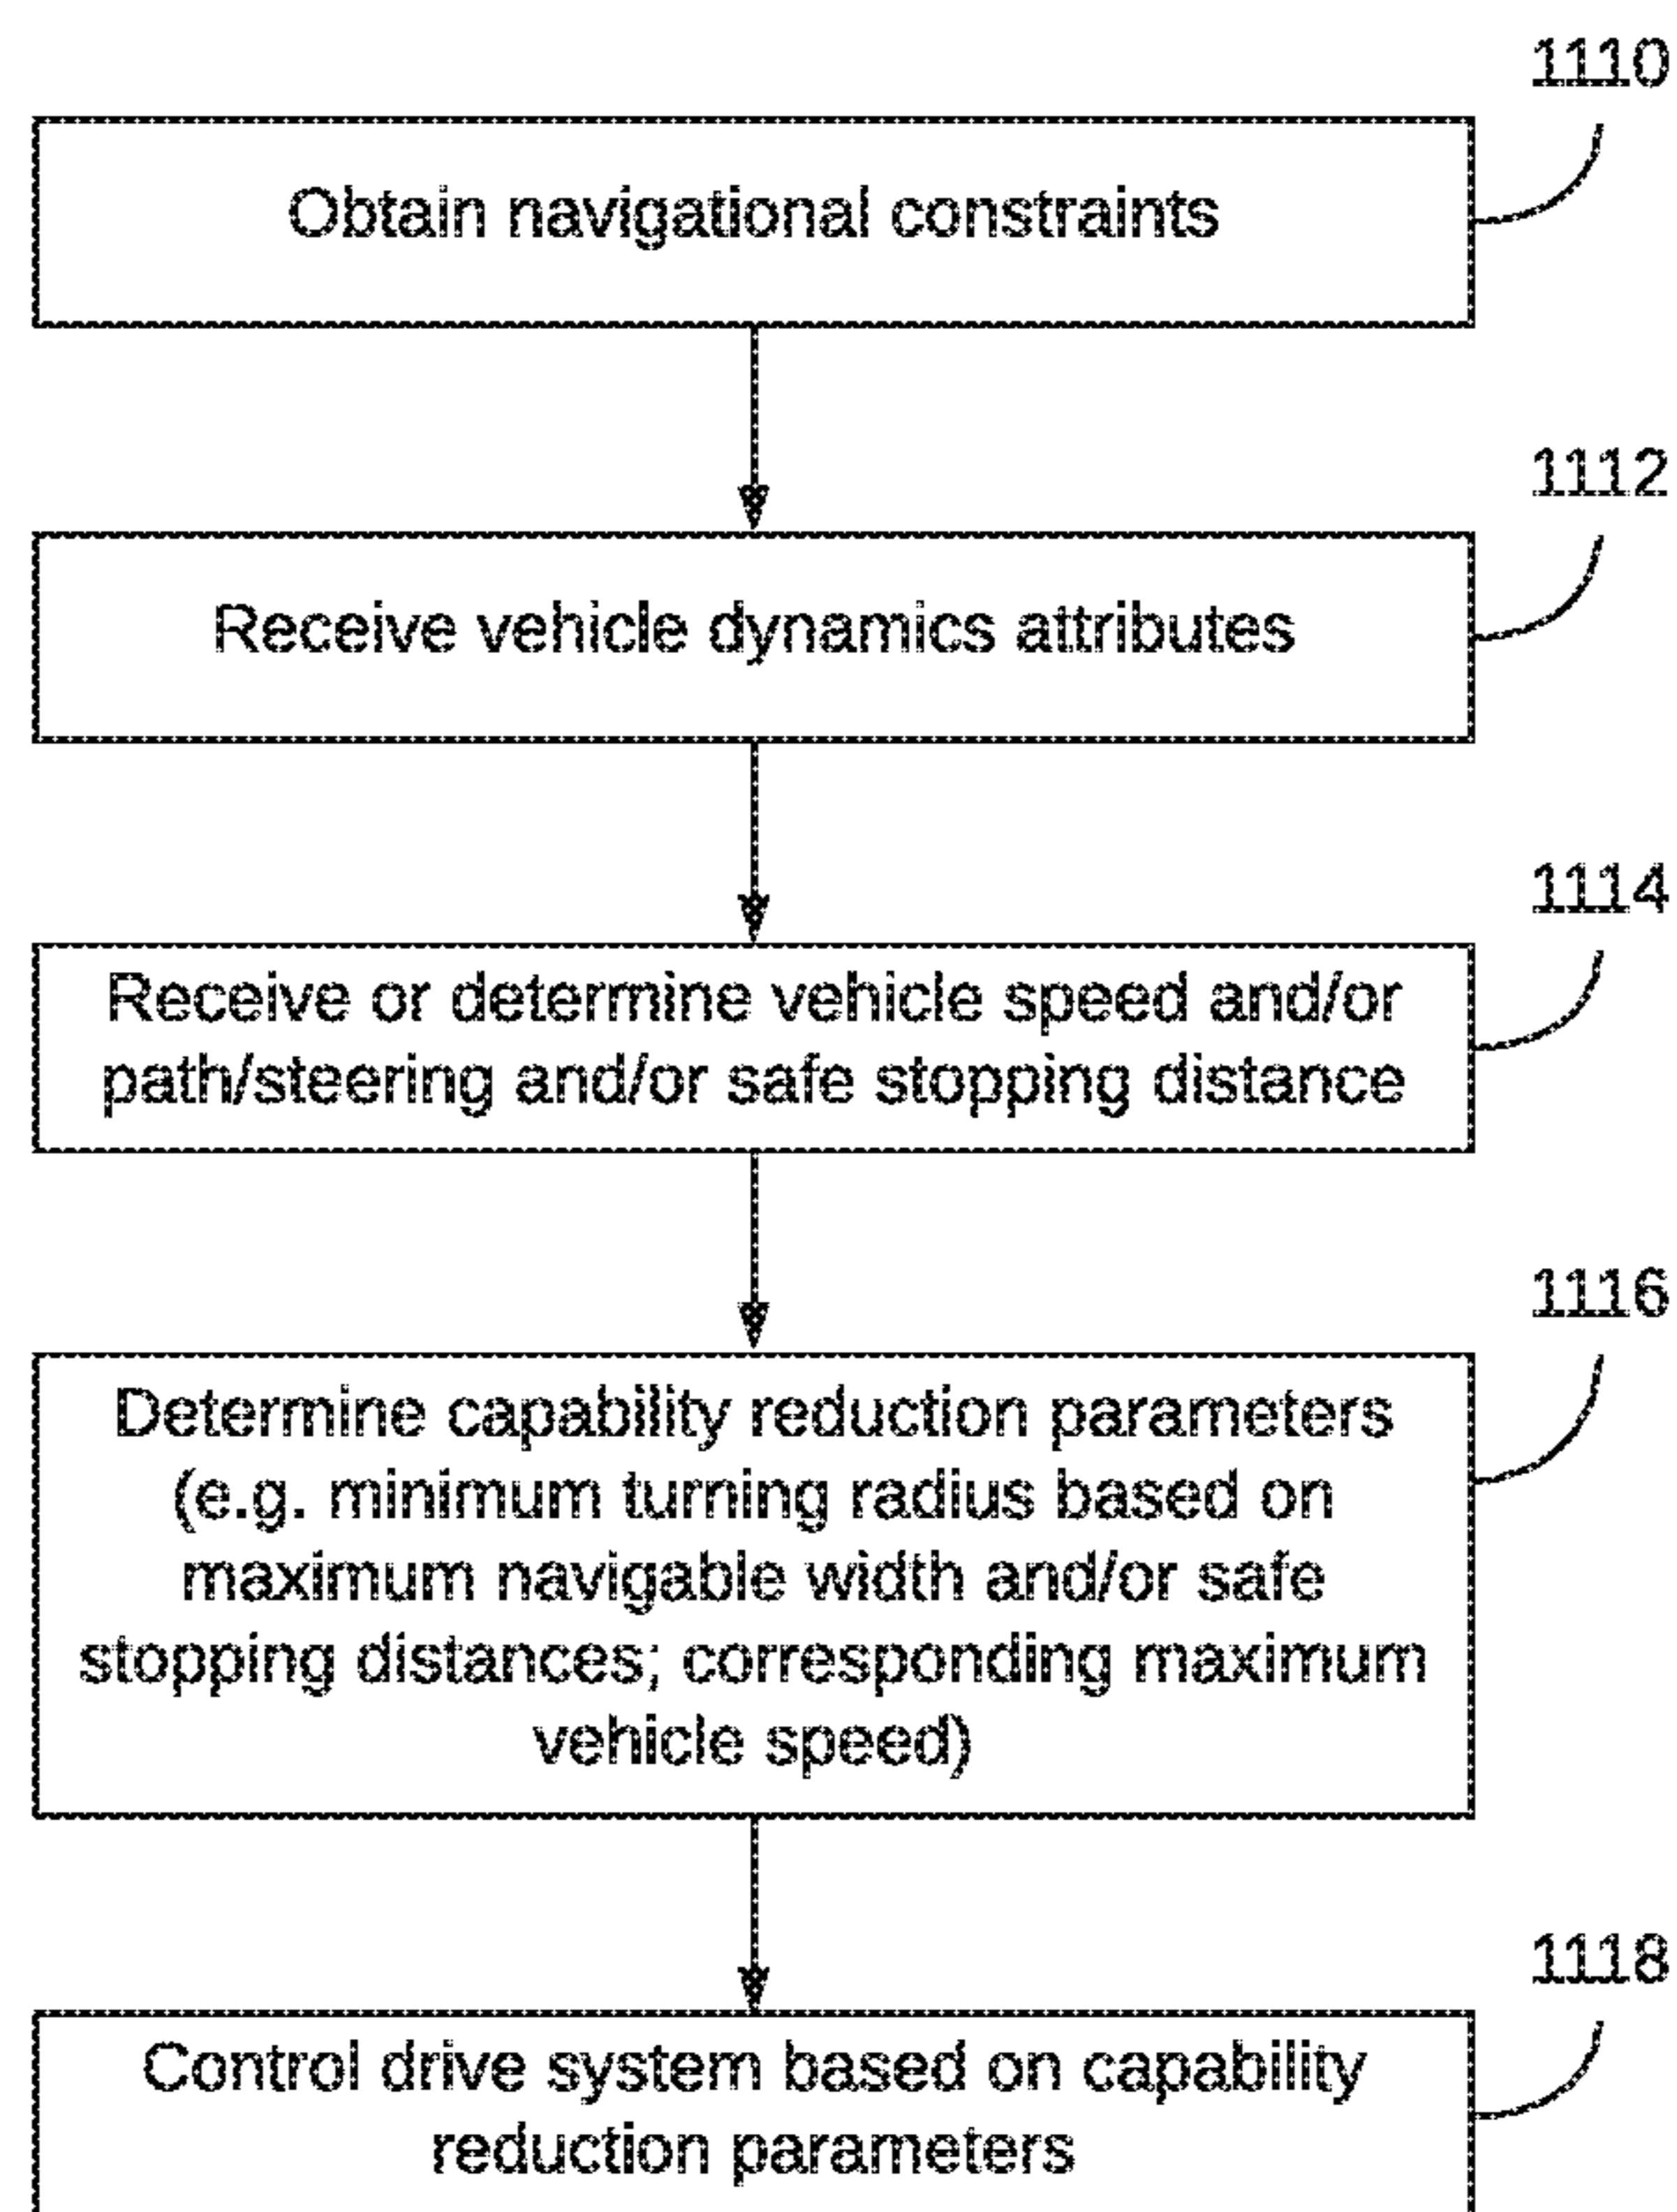 1110
Obtain navigational constraints
1112
Receive vehicle dynamics attributes
1114
Receive or determine vehicle speed and/or
path/steering and/or safe stopping distance
1116
Determine capability reduction parameters
(e.g. minimum turning radius based on
maximum navigable width and/or safe
stopping distances; corresponding maximum
vehicle speed)
1118
Control drive system based on capability
reduction parameters